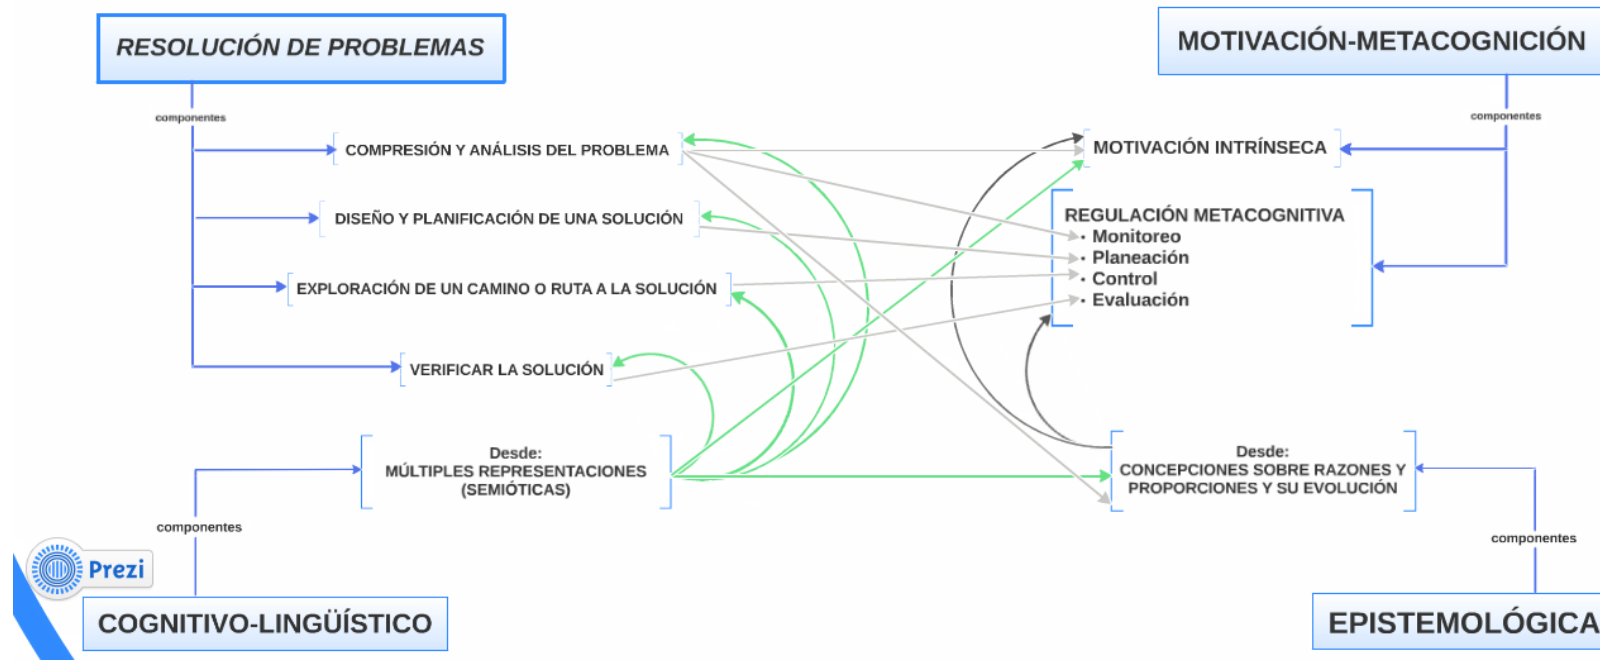 RESOLUCIÓN DE PROBLEMAS
MOTIVACIÓN-METACOGNICIÓN
componentes
componentes
COMPRESIÓN Y ANÁLISIS DEL PROBLEMA
MOTIVACIÓN INTRÍNSECA
DISEÑO Y PLANIFICACIÓN DE UNA SOLUCIÓN
REGULACIÓN METACOGNITIVA
• Monitoreo
• Planeación
• Control
• Evaluación
EXPLORACIÓN DE UN CAMINO O RUTA A LA SOLUCIÓN
VERIFICAR LA SOLUCIÓN
Desde:
MÚLTIPLES REPRESENTACIONES
(SEMIÓTICAS)
Desde:
CONCEPCIONES SOBRE RAZONES Y
PROPORCIONES Y SU EVOLUCIÓN
componentes
componentes
Prezi
COGNITIVO-LINGÜÍSTICO
EPISTEMOLÓGICA